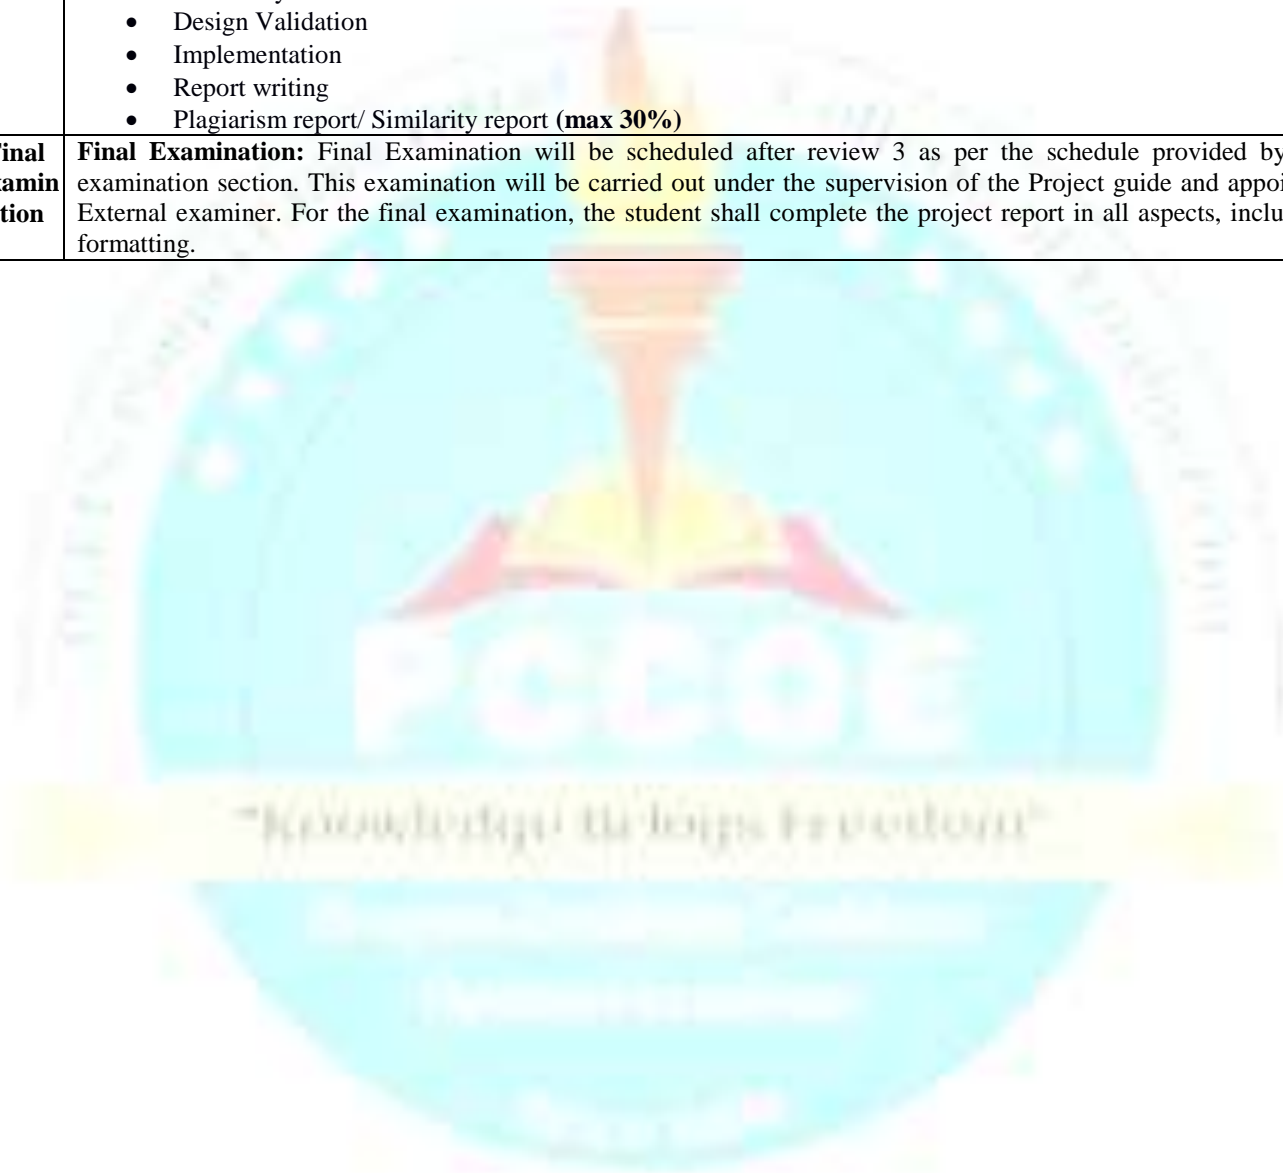 • Design Validation
• Implementation
• Report writing
• Plagiarism report/ Similarity report (max 30%)
Final Examination: Final Examination will be scheduled after review 3 as per the schedule provided by
examination section. This examination will be carried out under the supervision of the Project guide and
External examiner. For the final examination, the student shall complete the project report in all aspects,
formatting.
PCCOE
"Knowledge Brings Freedom"